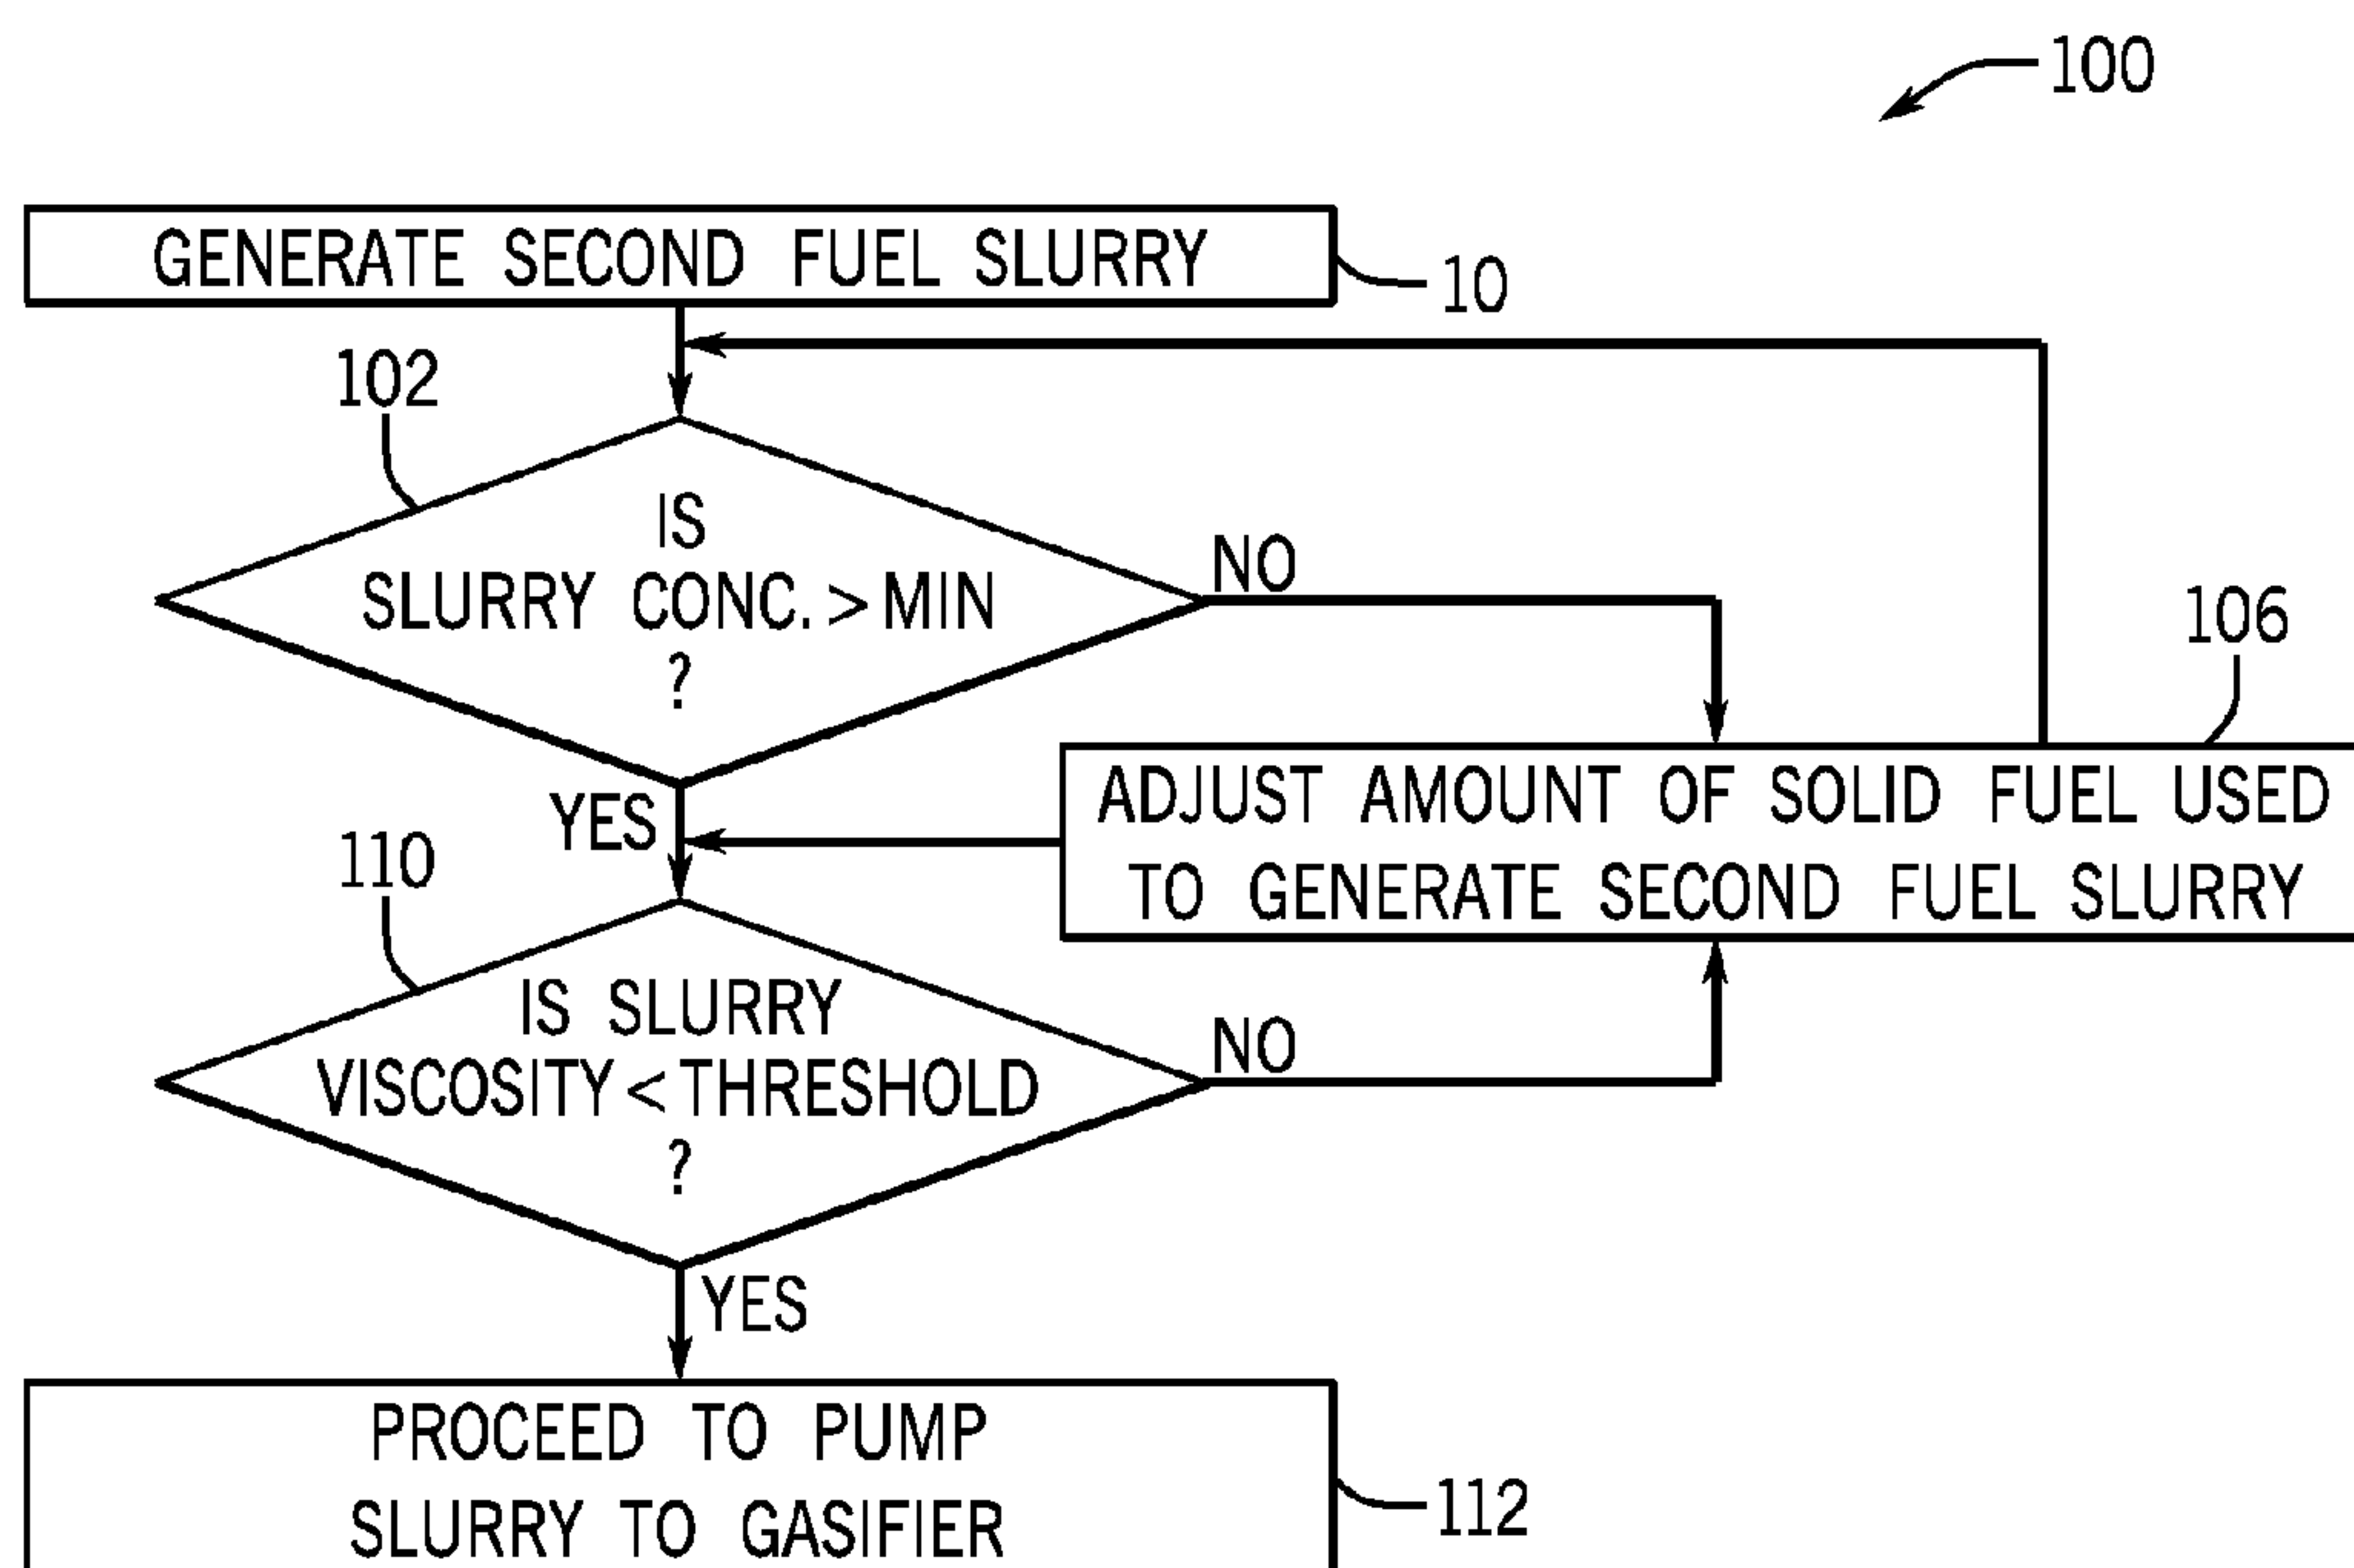 100
GENERATE SECOND FUEL SLURRY
10
102
IS
SLURRY CONC. > MIN
?
NO
106
YES
ADJUST AMOUNT OF SOLID FUEL USED
TO GENERATE SECOND FUEL SLURRY
110
IS SLURRY
VISCOSITY < THRESHOLD
?
NO
YES
PROCEED TO PUMP
SLURRY TO GASIFIER
112